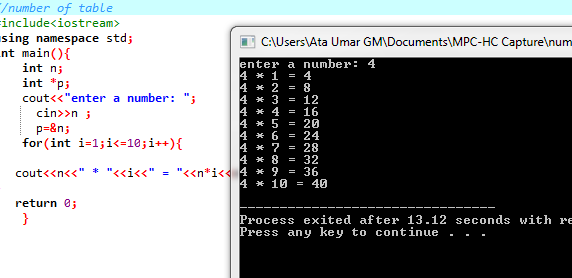 /number of table
#include<iostream>
using namespace std;
int main(){
int n;
int *p;
cout<<"enter a number: ";
cin>>n ;
p=&n;
for(int i=1;i<=10;i++){
cout<<n<<" * "<<i<<" = "<<n*i<<
return 0;
}
C:\Users\Ata Umar GM\Documents\MPC-HC Capture\num
enter a number: 4
4 * 1 = 4
4 * 2 = 8
4 * 3 = 12
4 * 4 = 16
4 * 5 = 20
4 * 6 = 24
4 * 7 = 28
4 * 8 = 32
4 * 9 = 36
4 * 10 = 40
--------------------------------
Process exited after 13.12 seconds with re
Press any key to continue . . .